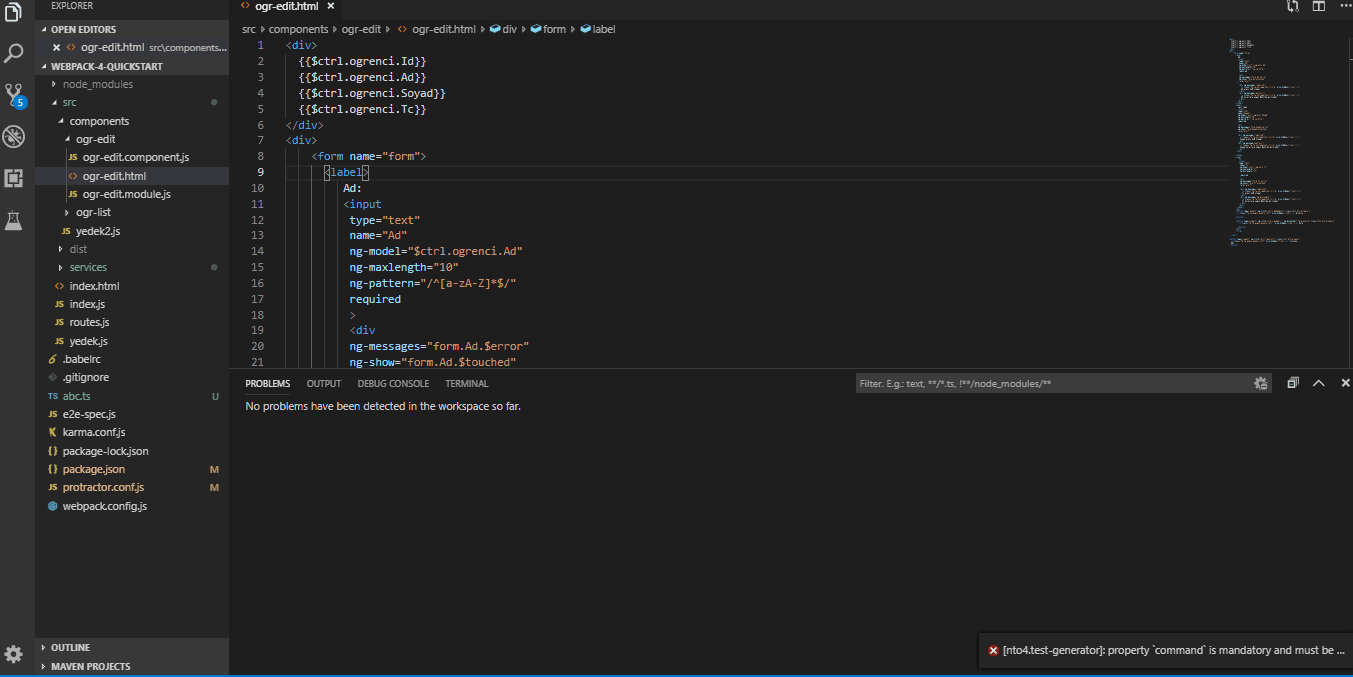 EXPLORER
OPEN EDITORS
ogr-edit.html src\components...
WEBPACK-4-QUICKSTART
node_modules
src
components
ogr-edit
JS ogr-edit.component.js
<> ogr-edit.html
JS ogr-edit.module.js
ogr-list
JS yedek2.js
dist
services
<> index.html
JS index.js
JS routes.js
JS yedek.js
.babelrc
.gitignore
TS abc.ts U
JS e2e-spec.js
K karma.conf.js
{} package-lock.json
{} package.json M
JS protractor.conf.js M
webpack.config.js
OUTLINE
MAVEN PROJECTS
5
<> ogr-edit.html ×
src › components › ogr-edit › <> ogr-edit.html › div › form › label
1 <div>
2 {{$ctrl.ogrenci.Id}}
3 {{$ctrl.ogrenci.Ad}}
4 {{$ctrl.ogrenci.Soyad}}
5 {{$ctrl.ogrenci.Tc}}
6 </div>
7 <div>
8 <form name="form">
9 <label>
10 Ad:
11 <input
12 type="text"
13 name="Ad"
14 ng-model="$ctrl.ogrenci.Ad"
15 ng-maxlength="10"
16 ng-pattern="/^[a-zA-Z]*$/"
17 required
18 >
19 <div
20 ng-messages="form.Ad.$error"
21 ng-show="form.Ad.$touched"
PROBLEMS OUTPUT DEBUG CONSOLE TERMINAL
Filter. E.g.: text, **/*.ts, !**/node_modules/**
No problems have been detected in the workspace so far.
[nto4.test-generator]: property `command` is mandatory and must be ...